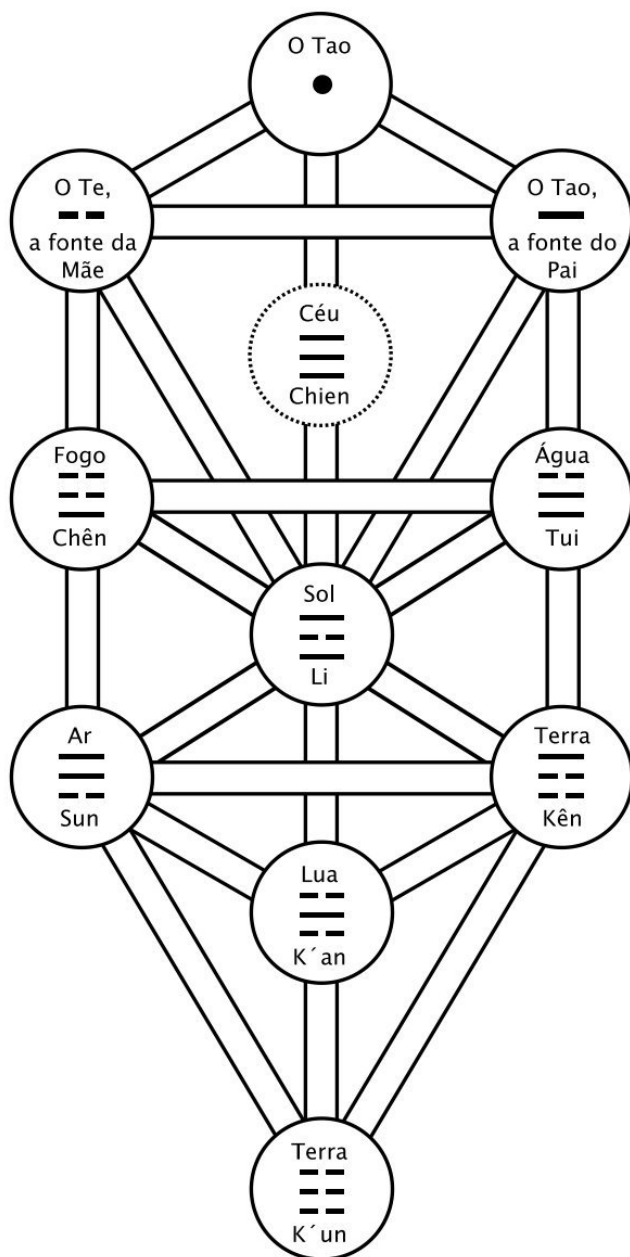 O Tao
O Te,
a fonte da
Mãe
O Tao,
a fonte do
Pai
Céu
Chien
Fogo
Chên
Água
Tui
Sol
Li
Ar
Sun
Terra
Kên
Lua
K´an
Terra
K´un